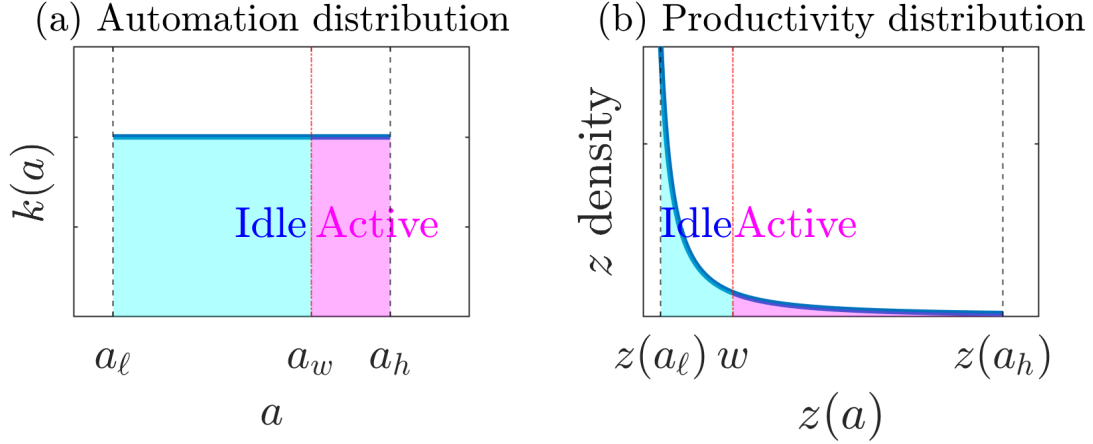 (a) Automation distribution
k(a)
Idle Active
a_ℓ a_w a_h
a
(b) Productivity distribution
z density
Idle Active
z(a_ℓ) w z(a_h)
z(a)